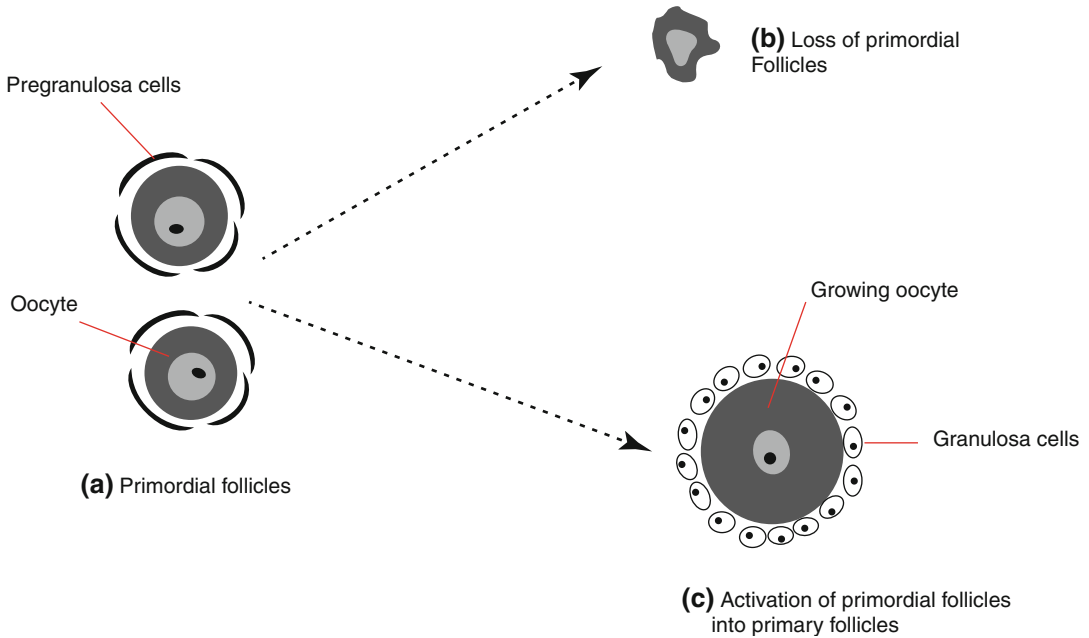 Pregranulosa cells
Oocyte
(a) Primordial follicles
(b) Loss of primordial
Follicles
Growing oocyte
Granulosa cells
(c) Activation of primordial follicles
into primary follicles